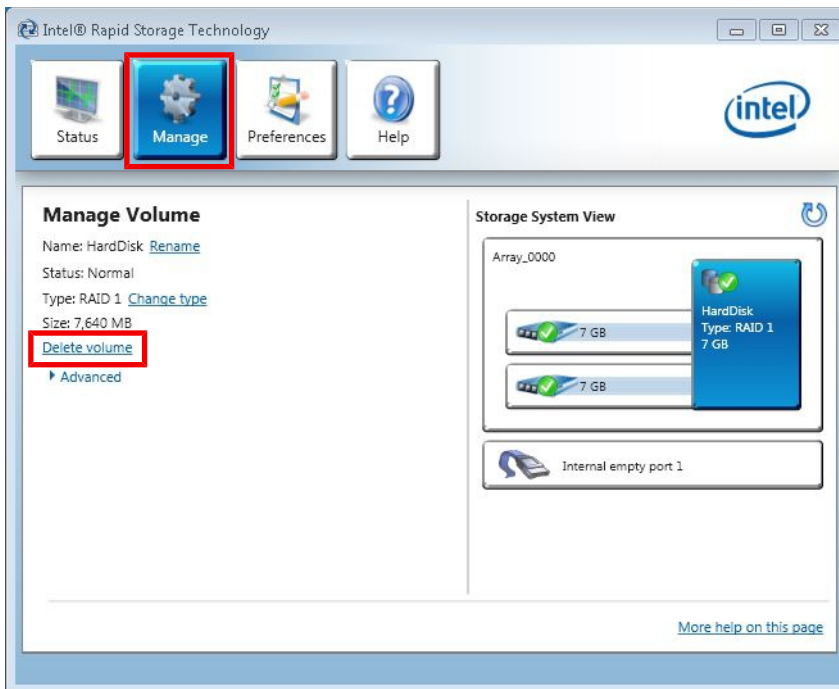 Intel® Rapid Storage Technology
Status
Manage
Preferences
Help
intel
Manage Volume
Name: HardDisk Rename
Status: Normal
Type: RAID 1 Change type
Size: 7,640 MB
Delete volume
Advanced
Storage System View
Array_0000
7 GB
7 GB
HardDisk
Type: RAID 1
7 GB
Internal empty port 1
More help on this page